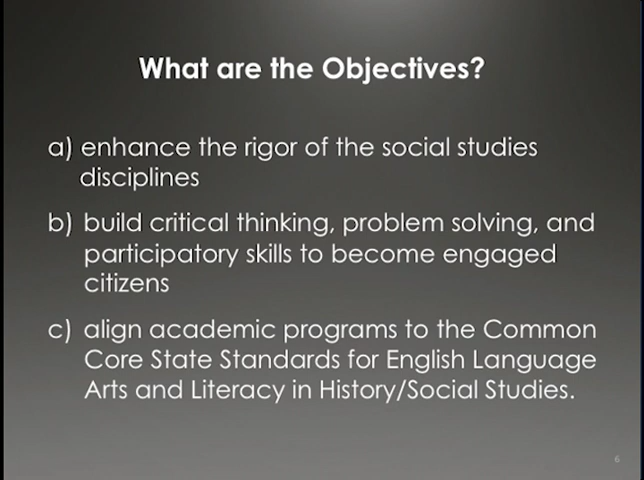 What are the Objectives?
a) enhance the rigor of the social studies
disciplines
b) build critical thinking, problem solving, and
participatory skills to become engaged
citizens
c) align academic programs to the Common
Core State Standards for English Language
Arts and Literacy in History/Social Studies.
6